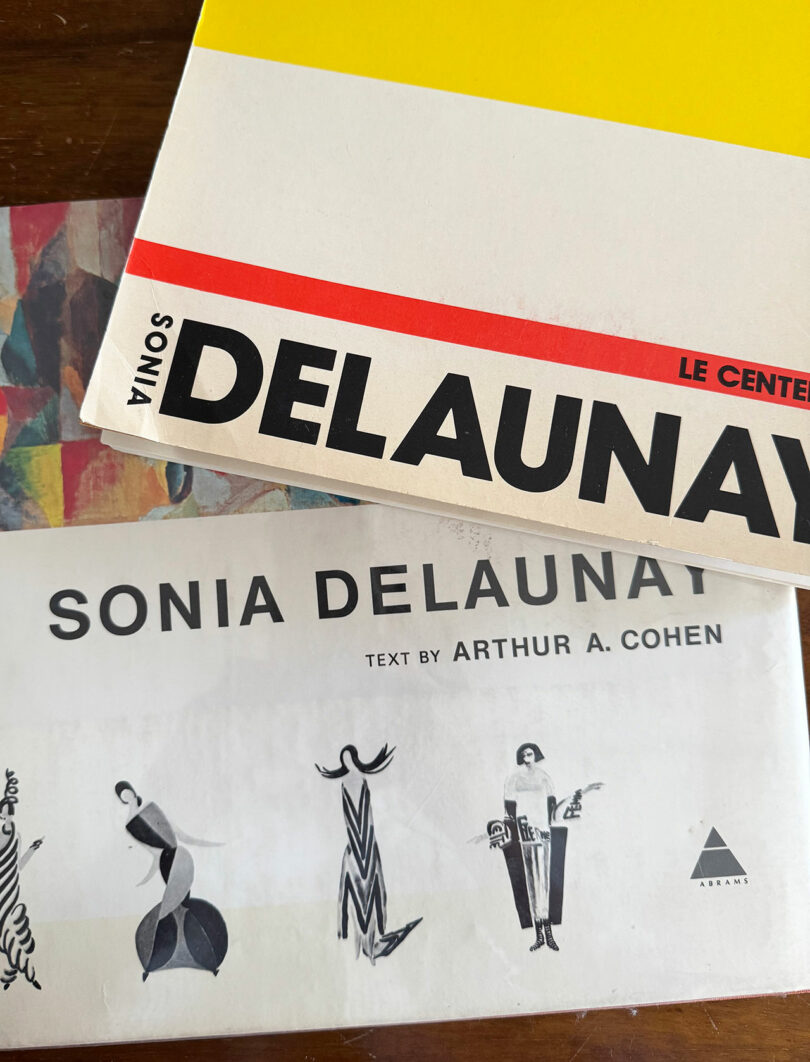 LE CENTE
SONIA
DELAUNAY
SONIA DELAUNAY
TEXT BY ARTHUR A. COHEN
ABRAMS